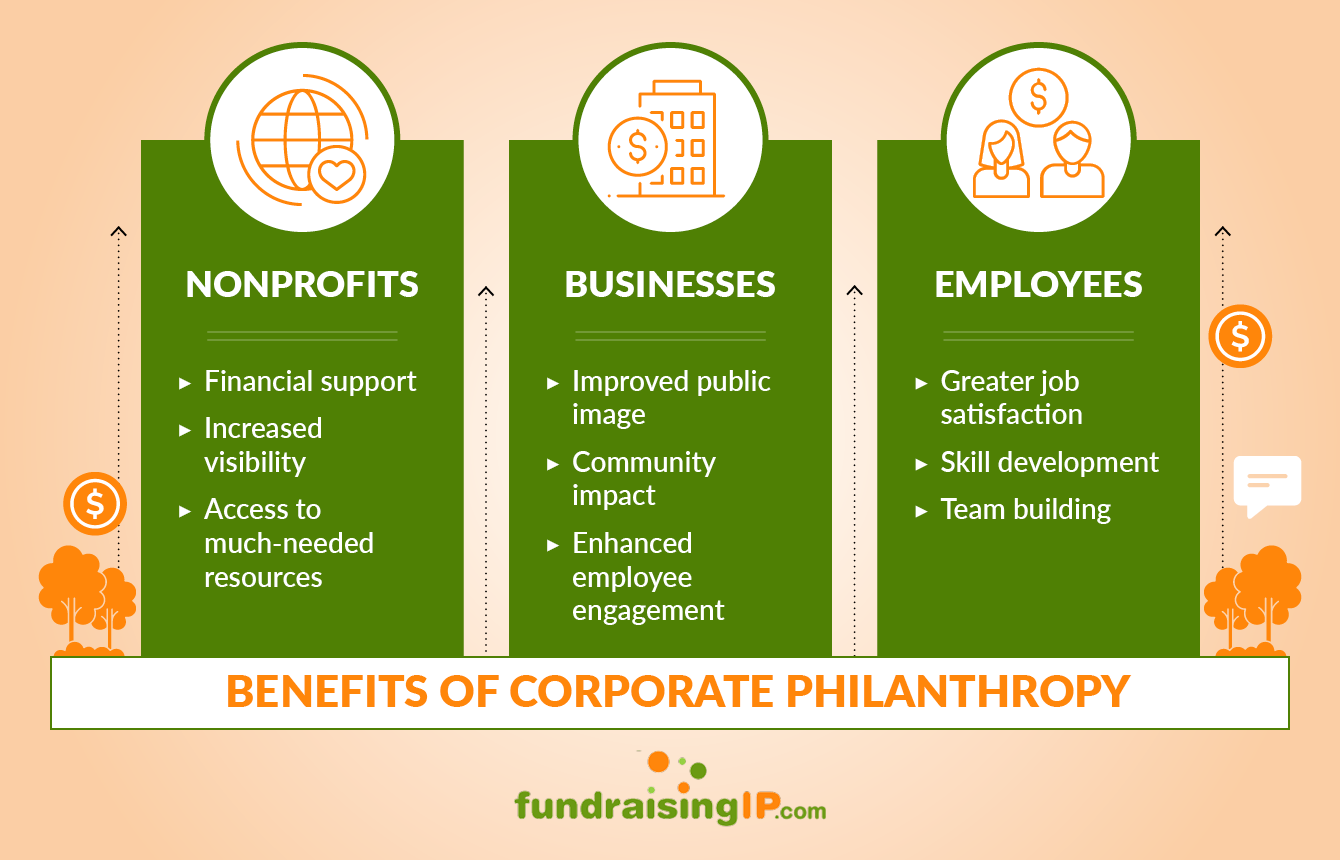 NONPROFITS
► Financial support
► Increased
visibility
► Access to
much-needed
resources
BUSINESSES
► Improved public
image
► Community
impact
► Enhanced
employee
engagement
EMPLOYEES
► Greater job
satisfaction
► Skill development
► Team building
$
$
$
$
BENEFITS OF CORPORATE PHILANTHROPY
fundraisingIP.com